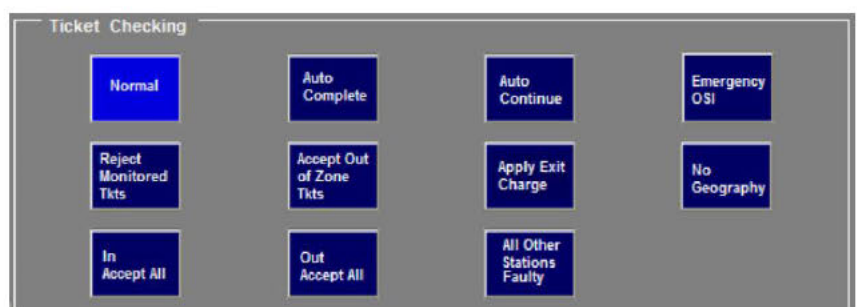 Ticket Checking
Normal
Auto
Complete
Auto
Continue
Emergency
OSI
Reject
Monitored
Tkts
Accept Out
of Zone
Tkts
Apply Exit
Charge
No
Geography
In
Accept All
Out
Accept All
All Other
Stations
Faulty